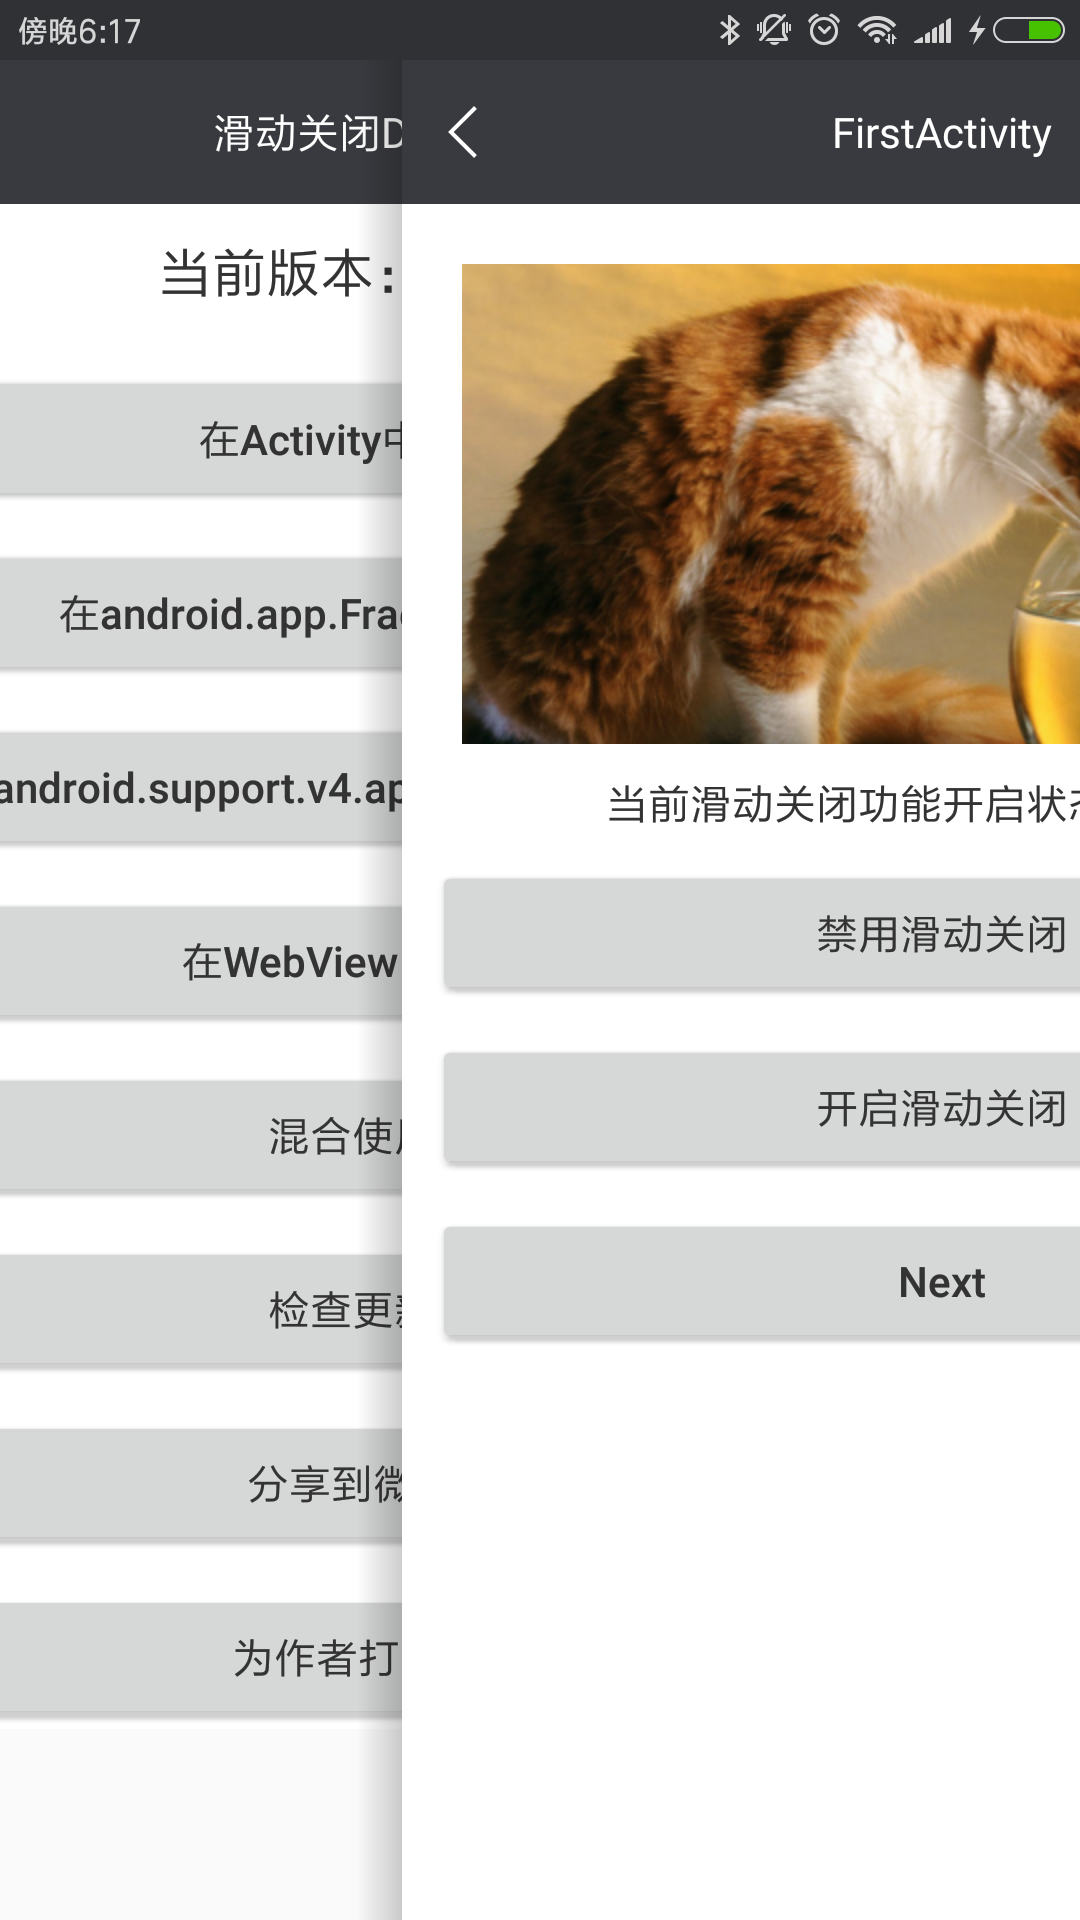 傍晚6:17
滑动关闭D
当前版本:
在Activity中
在android.app.Frag
android.support.v4.ap
在WebView
混合使用
检查更新
分享到微
为作者打
FirstActivity
当前滑动关闭功能开启状态
禁用滑动关闭
开启滑动关闭
Next